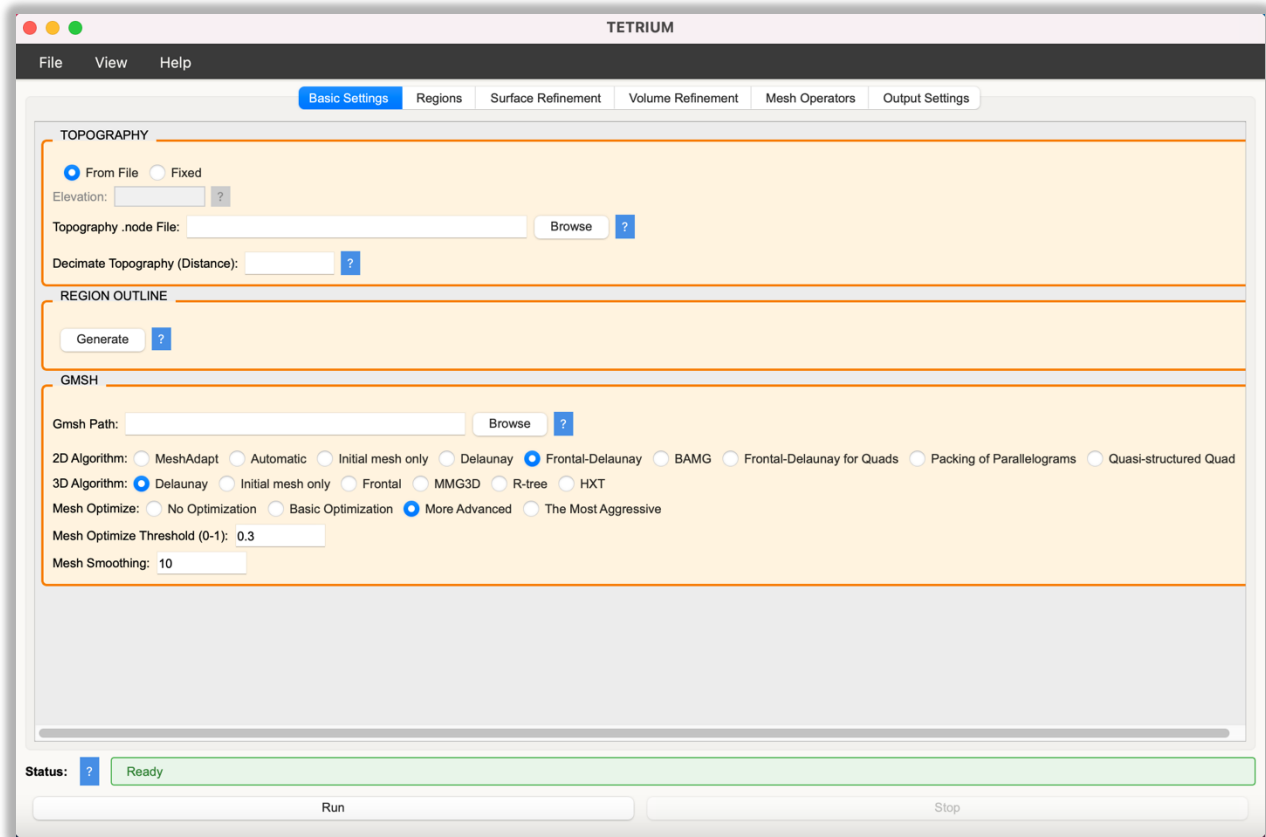 TETRIUM
File View Help
Basic Settings Regions Surface Refinement Volume Refinement Mesh Operators Output Settings
TOPOGRAPHY
From File Fixed
Elevation: ?
Topography .node File: Browse ?
Decimate Topography (Distance): ?
REGION OUTLINE
Generate ?
GMSH
Gmsh Path: Browse ?
2D Algorithm: MeshAdapt Automatic Initial mesh only Delaunay Frontal-Delaunay BAMG Frontal-Delaunay for Quads Packing of Parallelograms Quasi-structured Quad
3D Algorithm: Delaunay Initial mesh only Frontal MMG3D R-tree HXT
Mesh Optimize: No Optimization Basic Optimization More Advanced The Most Aggressive
Mesh Optimize Threshold (0-1): 0.3
Mesh Smoothing: 10
Status: ? Ready
Run Stop